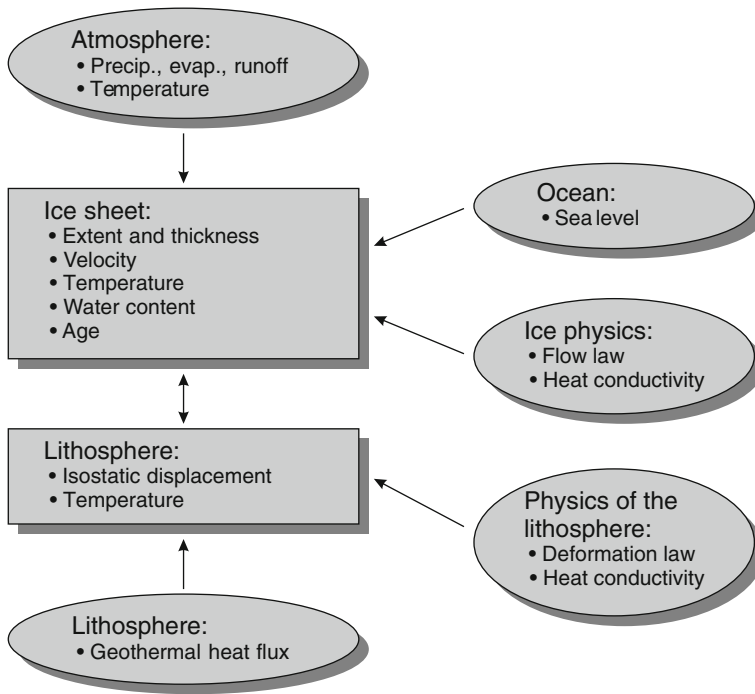 Atmosphere:
• Precip., evap., runoff
• Temperature
Ice sheet:
• Extent and thickness
• Velocity
• Temperature
• Water content
• Age
Ocean:
• Sea level
Ice physics:
• Flow law
• Heat conductivity
Lithosphere:
• Isostatic displacement
• Temperature
Physics of the
lithosphere:
• Deformation law
• Heat conductivity
Lithosphere:
• Geothermal heat flux